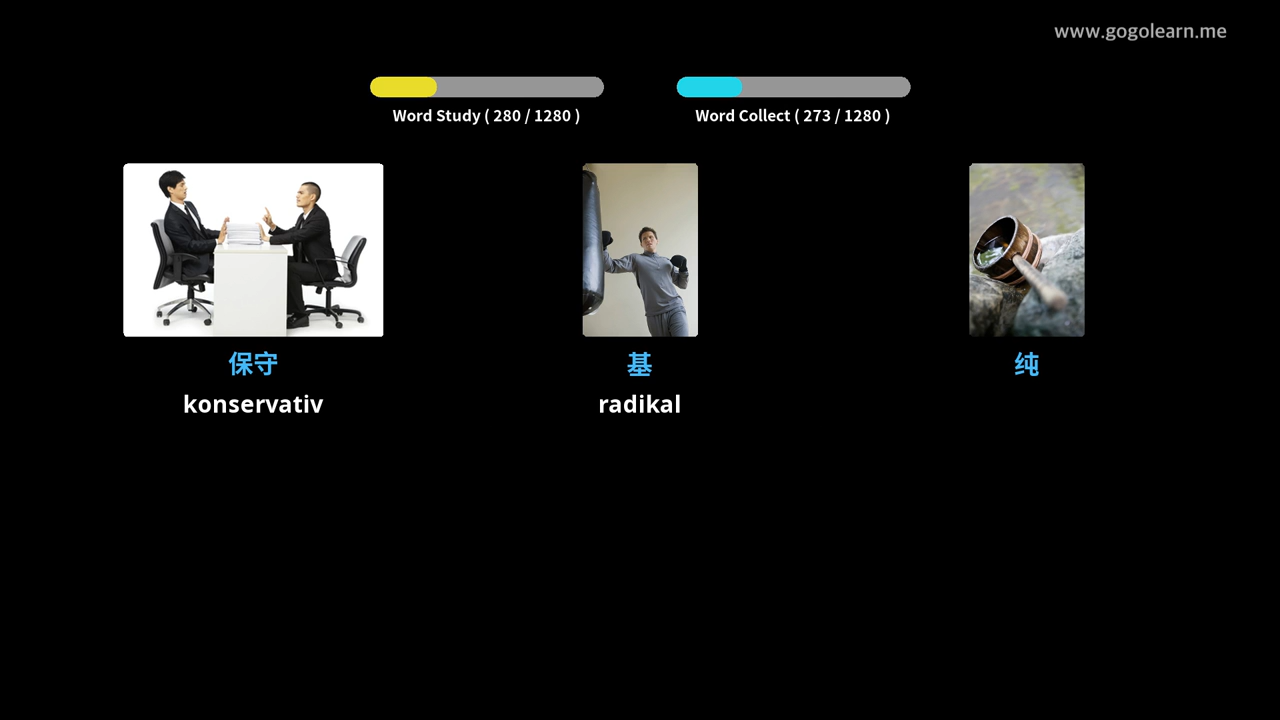 www.gogolearn.me
Word Study ( 280 / 1280 )
Word Collect ( 273 / 1280 )
保守
基
纯
konservativ
radikal